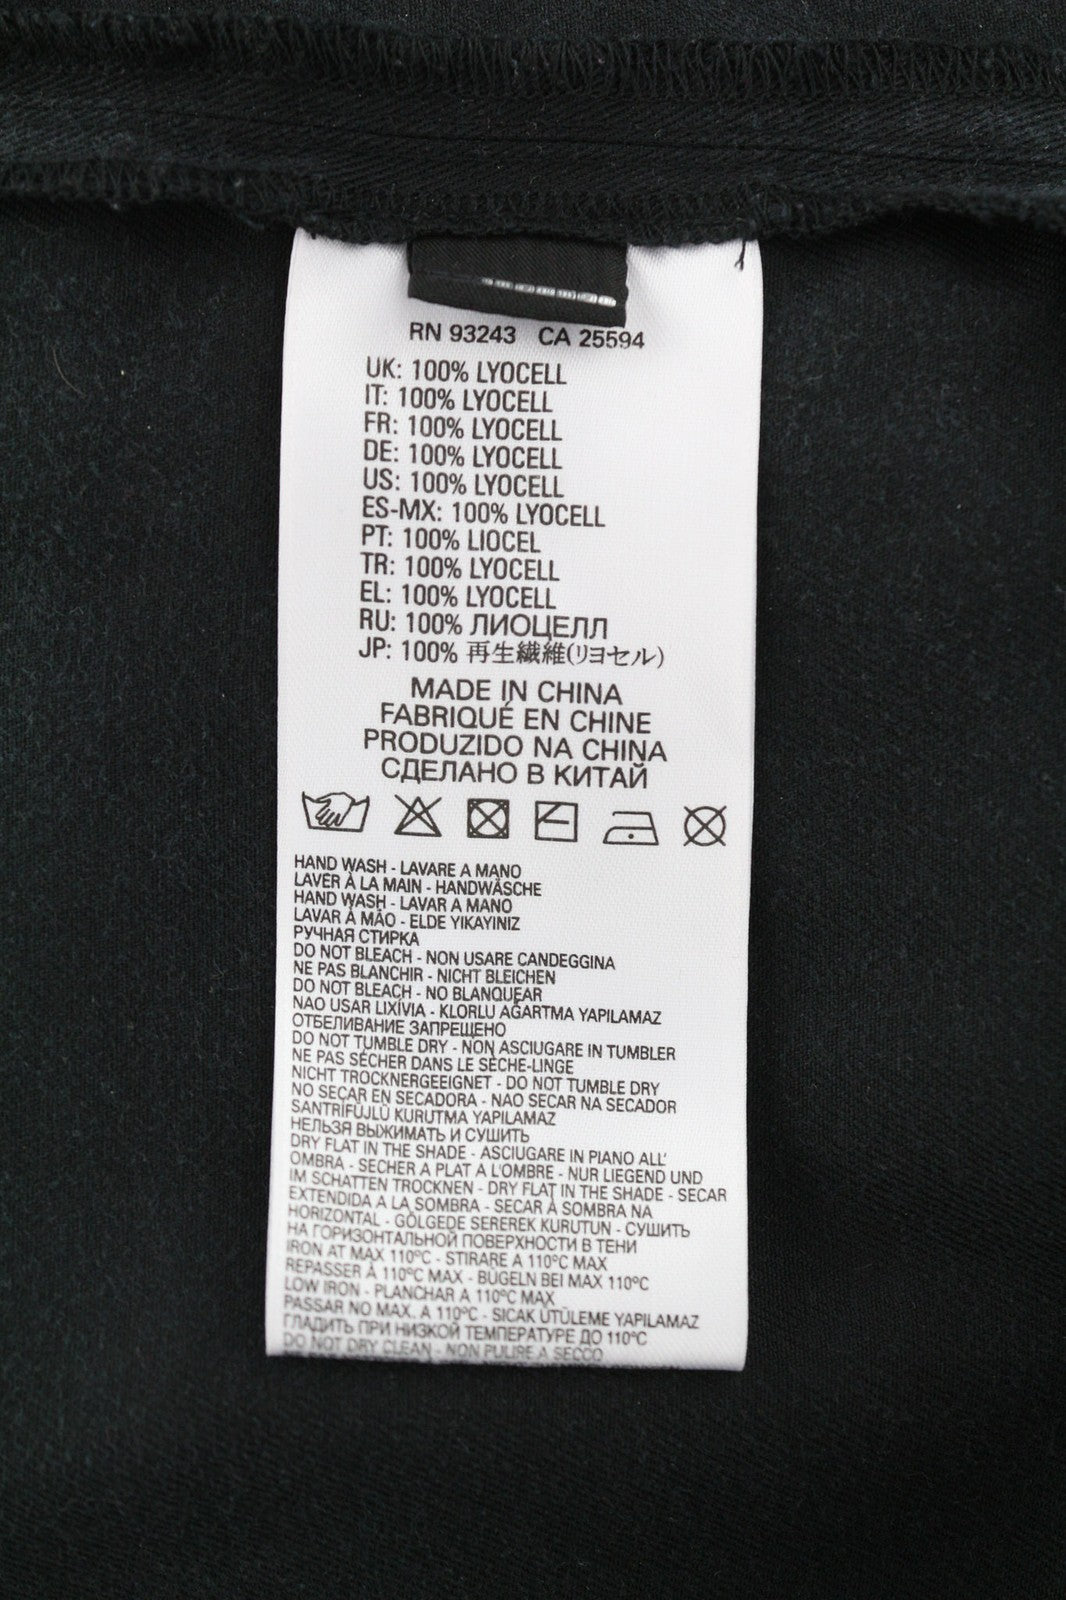 RN 93243 CA 25594
UK: 100% LYOCELL
IT: 100% LYOCELL
FR: 100% LYOCELL
DE: 100% LYOCELL
US: 100% LYOCELL
ES-MX: 100% LYOCELL
PT: 100% LIOCEL
TR: 100% LYOCELL
EL: 100% LYOCELL
RU: 100% ЛИОЦЕЛЛ
JP: 100% 再生繊維(リヨセル)
MADE IN CHINA
FABRIQUÉ EN CHINE
PRODUZIDO NA CHINA
СДЕЛАНО В КИТАЙ
HAND WASH - LAVARE A MANO
LAVER À LA MAIN - HANDWÄSCHE
HAND WASH - LAVAR A MANO
LAVAR À MÃO - ELDE YIKAYINIZ
РУЧНАЯ СТИРКА
DO NOT BLEACH - NON USARE CANDEGGINA
NE PAS BLANCHIR - NICHT BLEICHEN
DO NOT BLEACH - NO BLANQUEAR
NAO USAR LIXÍVIA - KLORLU AĞARTMA YAPILAMAZ
ОТБЕЛИВАНИЕ ЗАПРЕЩЕНО
DO NOT TUMBLE DRY - NON ASCIUGARE IN TUMBLER
NE PAS SÉCHER DANS LE SÈCHE-LINGE
NICHT TROCKNERGEEIGNET - DO NOT TUMBLE DRY
NO SECAR EN SECADORA - NAO SECAR NA SECADOR
SANTRİFÜJLÜ KURUTMA YAPILAMAZ
НЕЛЬЗЯ ВЫЖИМАТЬ И СУШИТЬ
DRY FLAT IN THE SHADE - ASCIUGARE IN PIANO ALL'
OMBRA - SECHER A PLAT A L'OMBRE - NUR LIEGEND UND
IM SCHATTEN TROCKNEN - DRY FLAT IN THE SHADE - SECAR
EXTENDIDA A LA SOMBRA - SECAR À SOMBRA NA
HORIZONTAL - GÖLGEDE SEREREK KURUTUN - СУШИТЬ
НА ГОРИЗОНТАЛЬНОЙ ПОВЕРХНОСТИ В ТЕНИ
IRON AT MAX 110°C - STIRARE A 110°C MAX
REPASSER À 110°C MAX - BÜGELN BEI MAX 110°C
LOW IRON - PLANCHAR A 110°C MAX
PASSAR NO MAX. A 110°C - SICAK ÜTÜLEME YAPILAMAZ
ГЛАДИТЬ ПРИ НИЗКОЙ ТЕМПЕРАТУРЕ ДО 110°C
DO NOT DRY CLEAN - NON PULIRE A SECCO